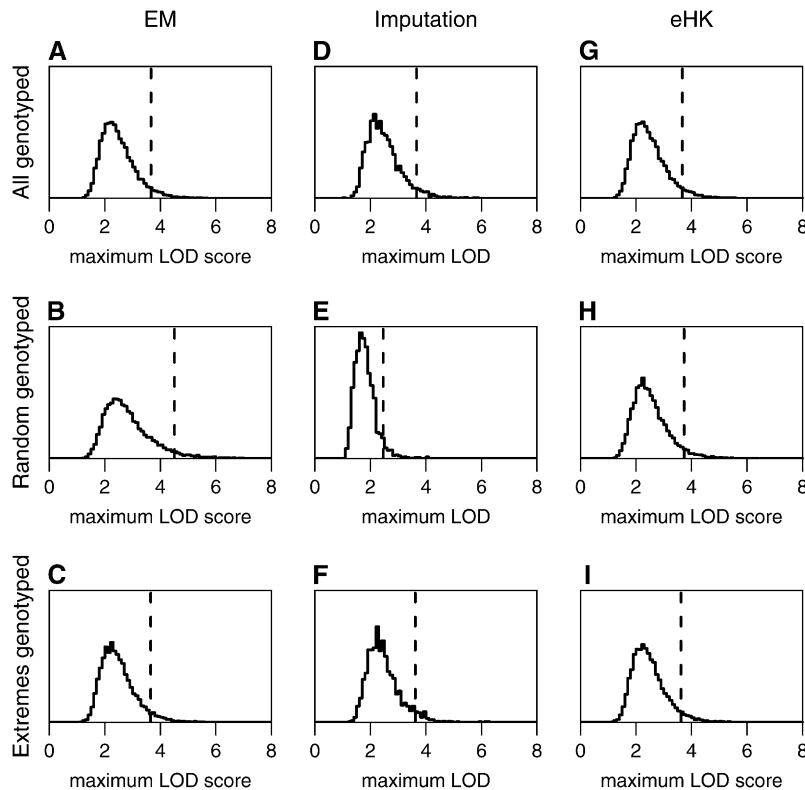 EM Imputation eHK
A D G
All genotyped
0 2 4 6 8 0 2 4 6 8 0 2 4 6 8
maximum LOD score maximum LOD maximum LOD score
B E H
Random genotyped
0 2 4 6 8 0 2 4 6 8 0 2 4 6 8
maximum LOD score maximum LOD maximum LOD score
C F I
Extremes genotyped
0 2 4 6 8 0 2 4 6 8 0 2 4 6 8
maximum LOD score maximum LOD maximum LOD score